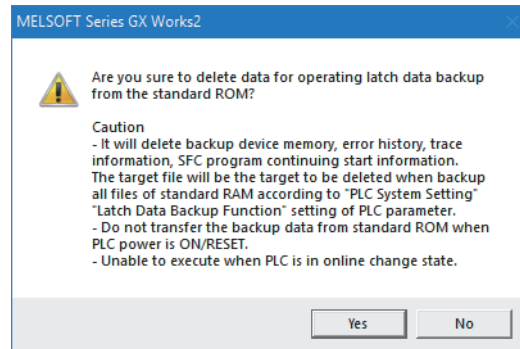 MELSOFT Series GX Works2
Are you sure to delete data for operating latch data backup
from the standard ROM?
Caution
- It will delete backup device memory, error history, trace
information, SFC program continuing start information.
The target file will be the target to be deleted when backup
all files of standard RAM according to "PLC System Setting"
"Latch Data Backup Function" setting of PLC parameter.
- Do not transfer the backup data from standard ROM when
PLC power is ON/RESET.
- Unable to execute when PLC is in online change state.
Yes
No